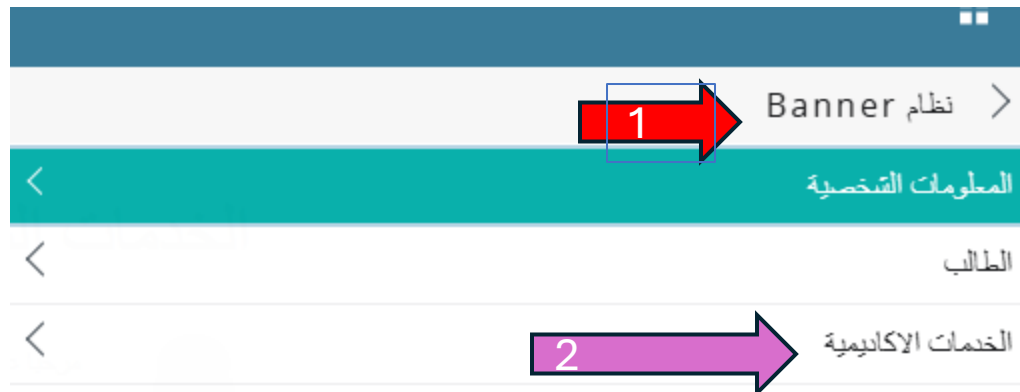 نظام Banner
1
المعلومات الشخصية
الطالب
الخدمات الاكاديمية
2